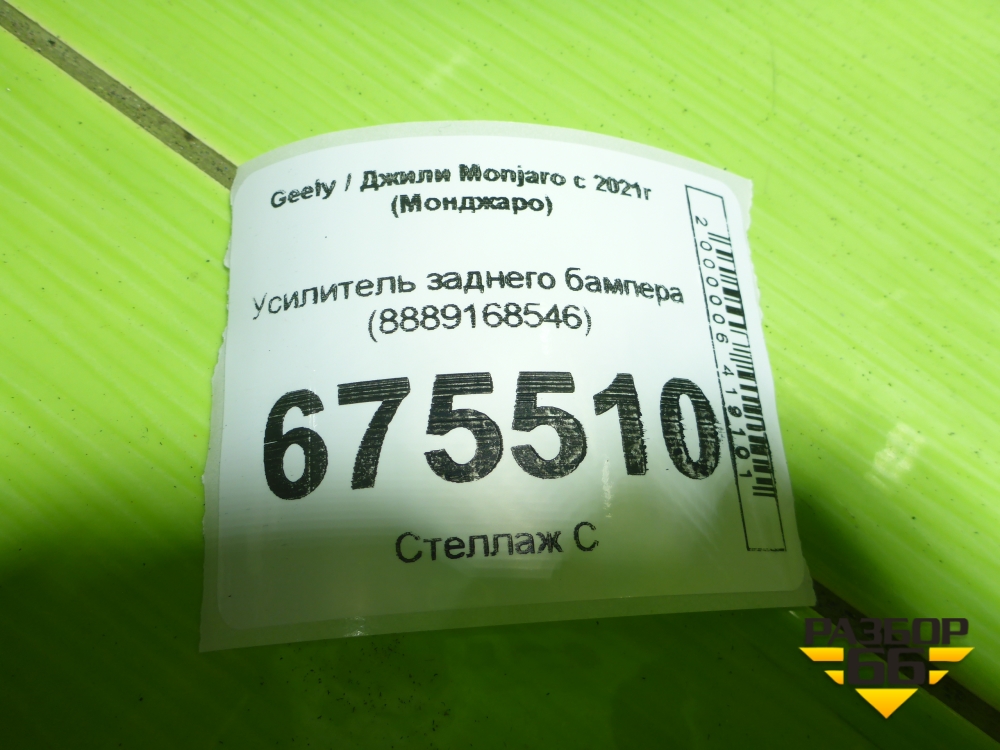 Geely / Джили Monjaro с 2021г
(Монджаро)
Усилитель заднего бампера
(8889168546)
675510
Стеллаж С
2000006419101
РАЗБОР
66